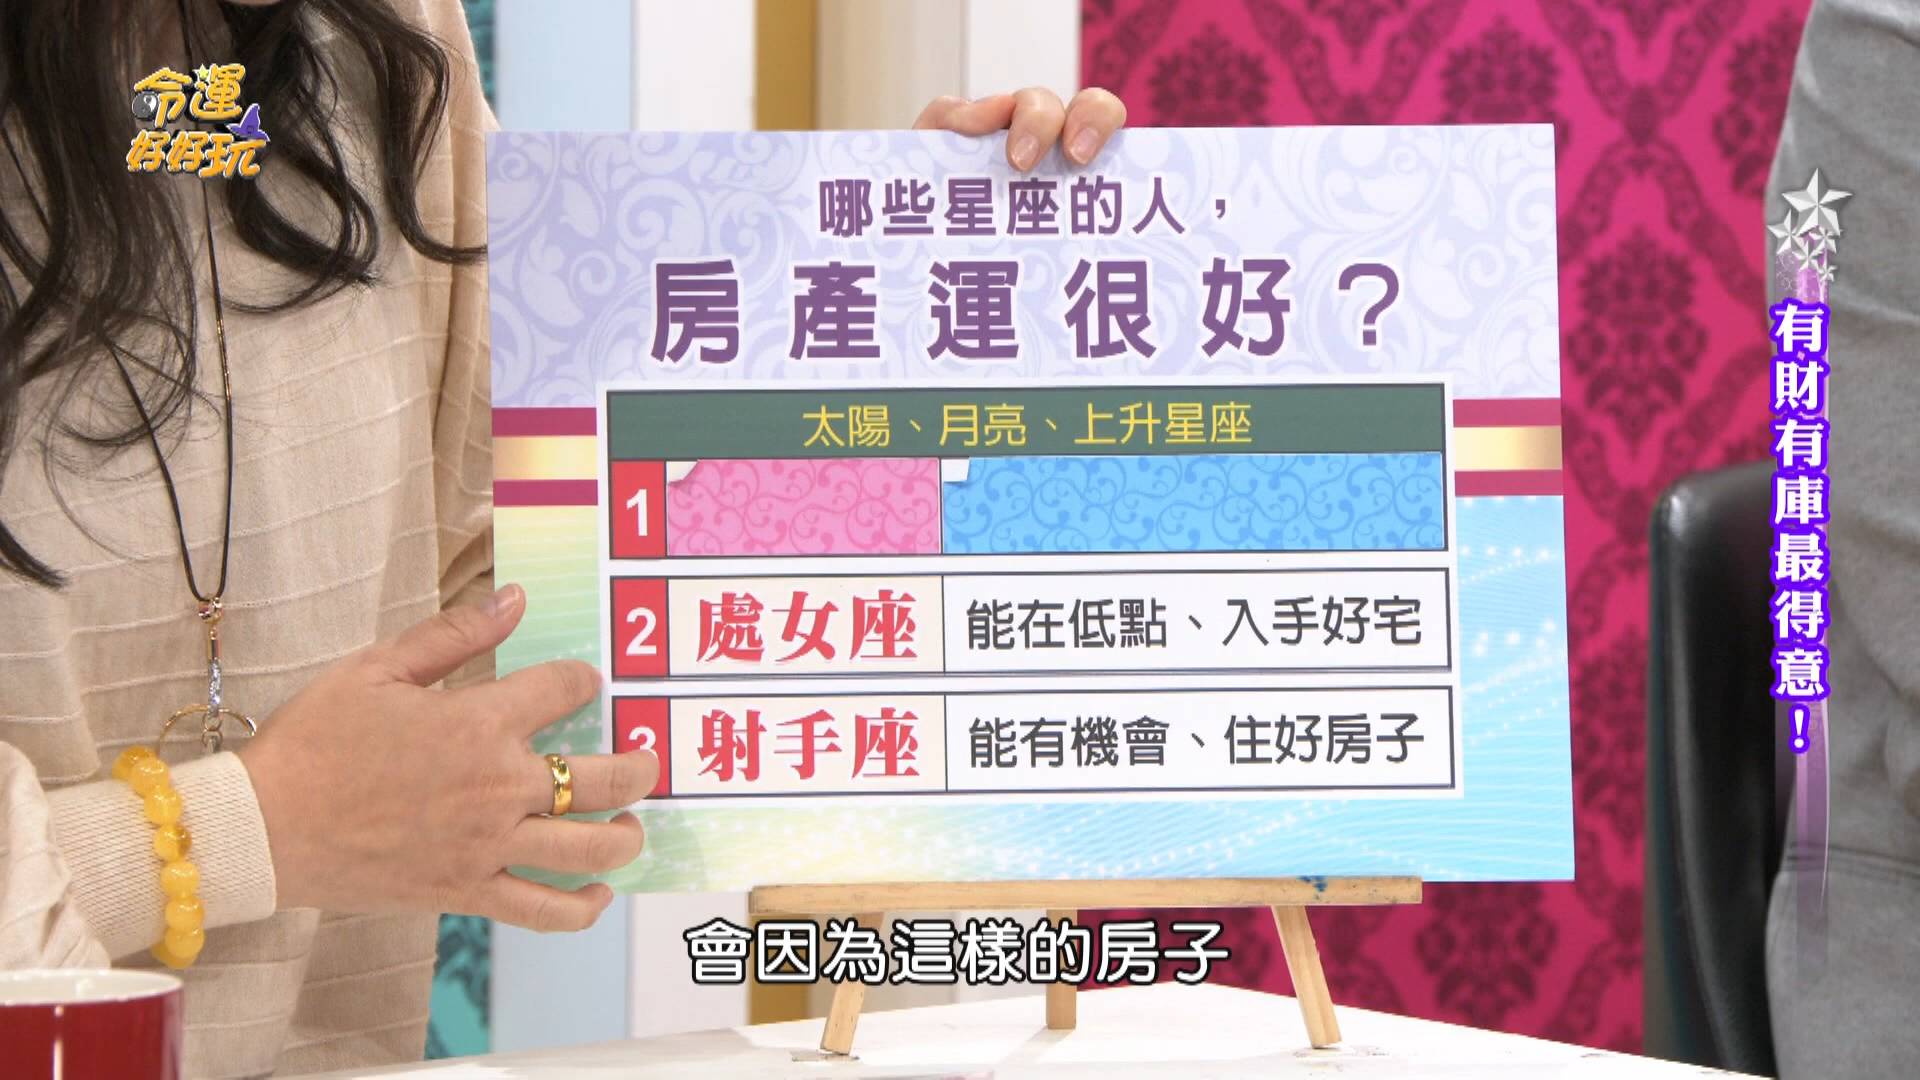 命運
好好玩
哪些星座的人，
房產運很好？
太陽、月亮、上升星座
1
2 處女座 能在低點、入手好宅
3 射手座 能有機會、住好房子
有財有庫最得意！
會因為這樣的房子